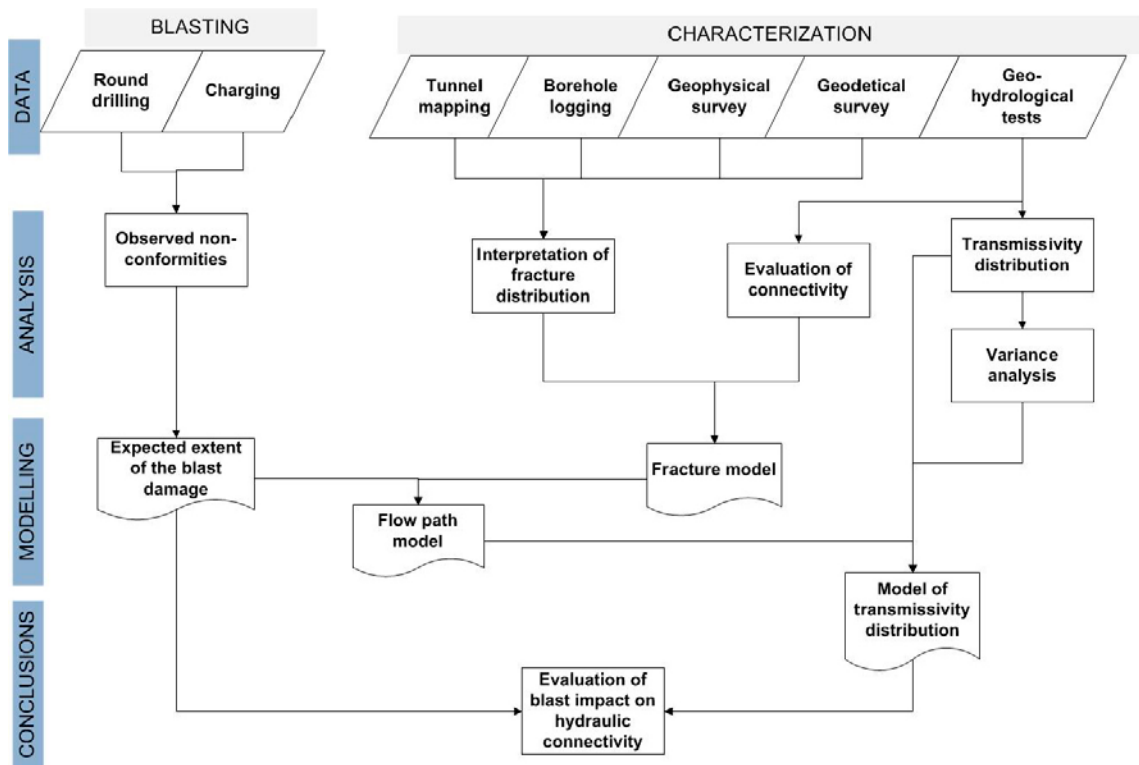 BLASTING
CHARACTERIZATION
DATA
Round
drilling
Charging
Tunnel
mapping
Borehole
logging
Geophysical
survey
Geodetical
survey
Geo-
hydrological
tests
ANALYSIS
Observed non-
conformities
Interpretation of
fracture
distribution
Evaluation of
connectivity
Transmissivity
distribution
Variance
analysis
MODELLING
Expected extent
of the blast
damage
Fracture model
Flow path
model
Model of
transmissivity
distribution
CONCLUSIONS
Evaluation of
blast impact on
hydraulic
connectivity